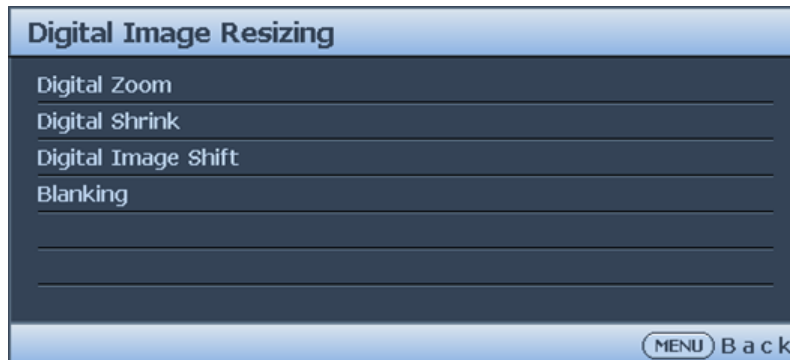 Digital Image Resizing
Digital Zoom
Digital Shrink
Digital Image Shift
Blanking
MENU Back